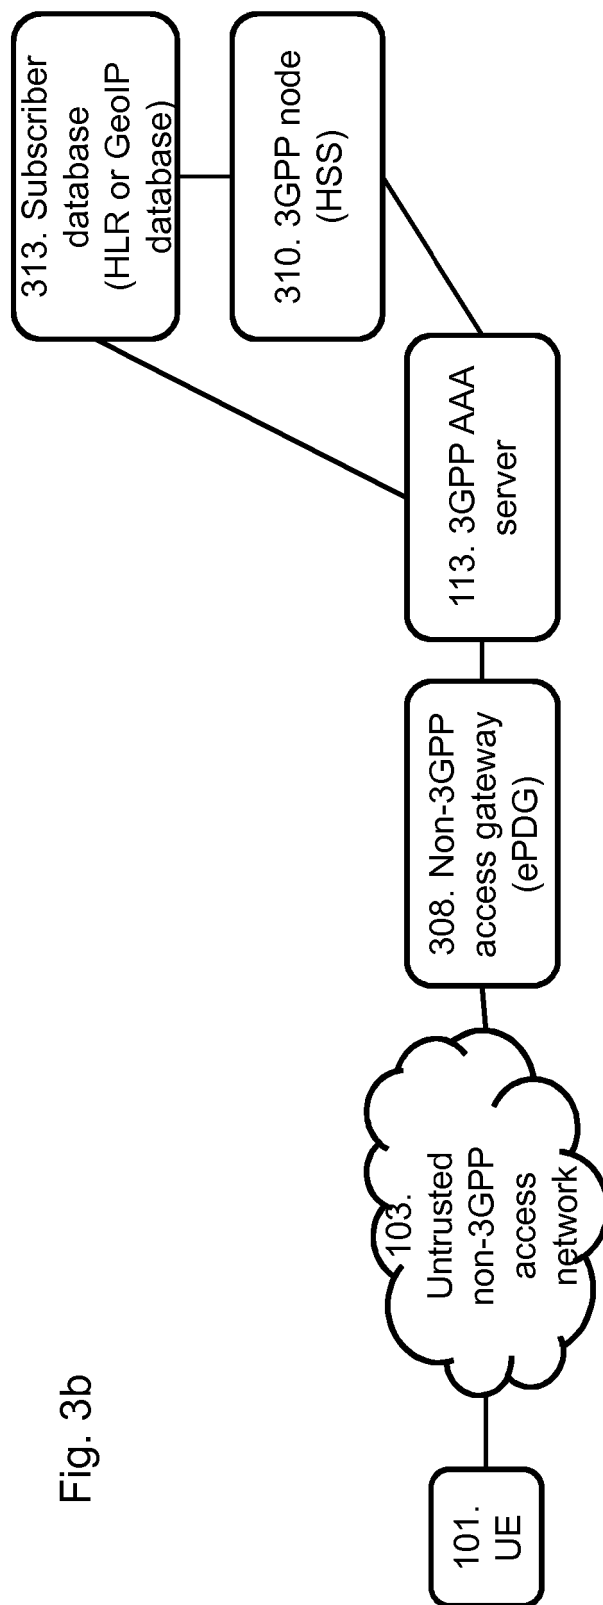 Fig. 3b
101.
UE
103.
Untrusted
non-3GPP
access
network
308. Non-3GPP
access gateway
(ePDG)
113. 3GPP AAA
server
313. Subscriber
database
(HLR or GeoIP
database)
310. 3GPP node
(HSS)